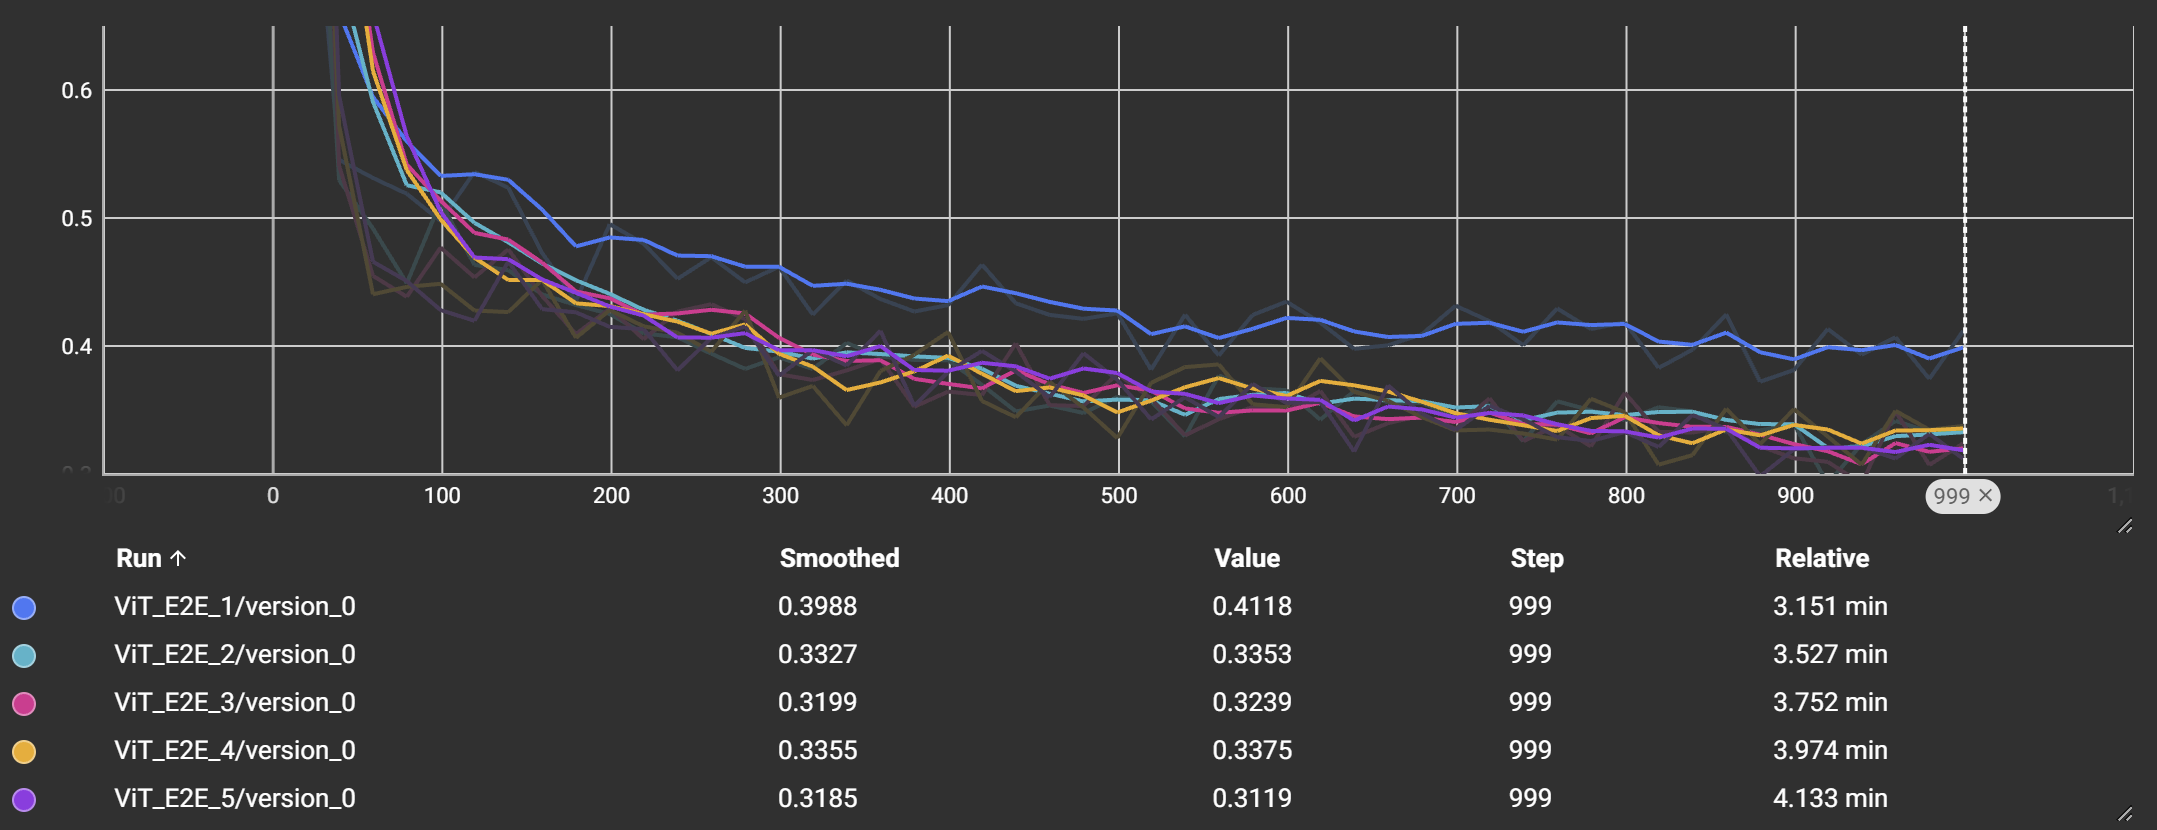 0.6
0.5
0.4
0 100 200 300 400 500 600 700 800 900 999 ×
Run ↑ Smoothed Value Step Relative
ViT_E2E_1/version_0 0.3988 0.4118 999 3.151 min
ViT_E2E_2/version_0 0.3327 0.3353 999 3.527 min
ViT_E2E_3/version_0 0.3199 0.3239 999 3.752 min
ViT_E2E_4/version_0 0.3355 0.3375 999 3.974 min
ViT_E2E_5/version_0 0.3185 0.3119 999 4.133 min